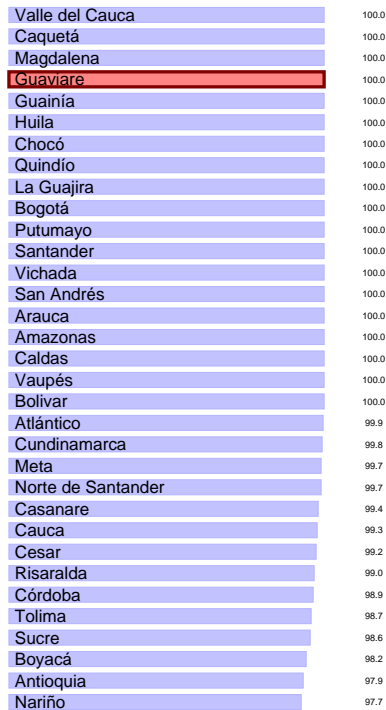 Valle del Cauca 100.0
Caquetá 100.0
Magdalena 100.0
Guaviare 100.0
Guainía 100.0
Huila 100.0
Chocó 100.0
Quindío 100.0
La Guajira 100.0
Bogotá 100.0
Putumayo 100.0
Santander 100.0
Vichada 100.0
San Andrés 100.0
Arauca 100.0
Amazonas 100.0
Caldas 100.0
Vaupés 100.0
Bolivar 100.0
Atlántico 99.9
Cundinamarca 99.8
Meta 99.7
Norte de Santander 99.7
Casanare 99.4
Cauca 99.3
Cesar 99.2
Risaralda 99.0
Córdoba 98.9
Tolima 98.7
Sucre 98.6
Boyacá 98.2
Antioquia 97.9
Nariño 97.7